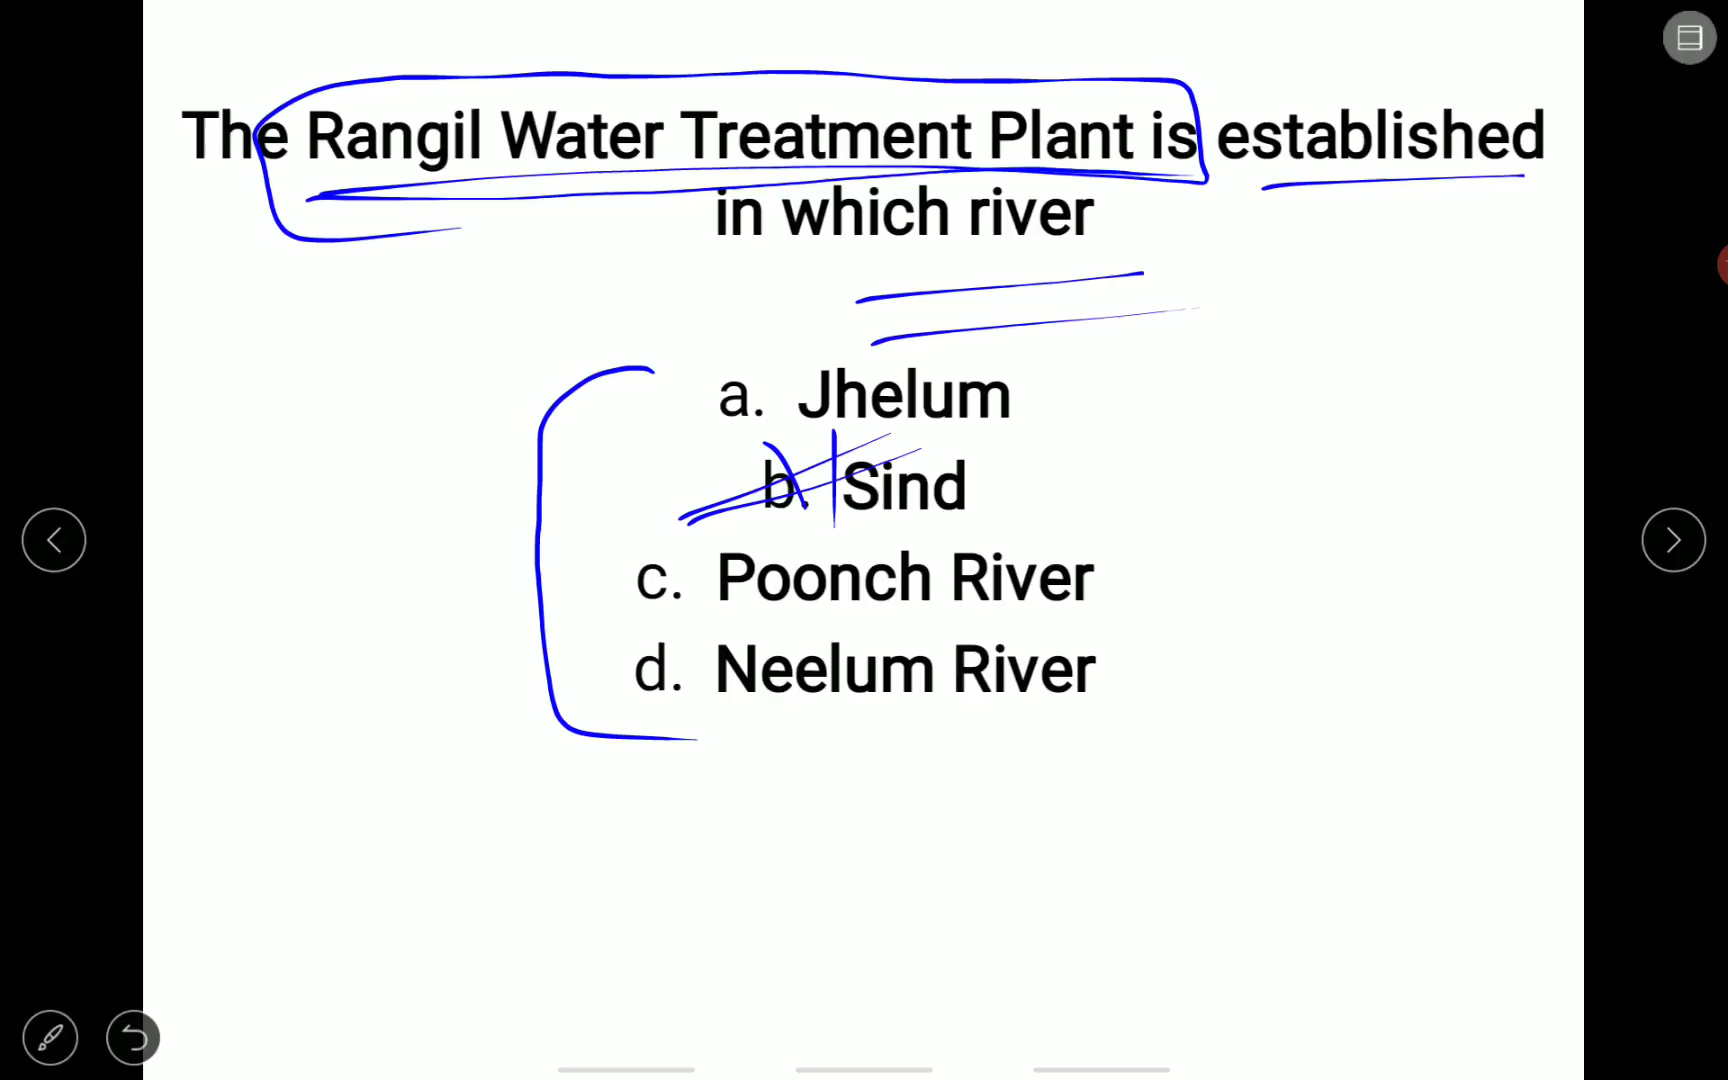 The Rangil Water Treatment Plant is established
in which river
a. Jhelum
b. Sind
c. Poonch River
d. Neelum River